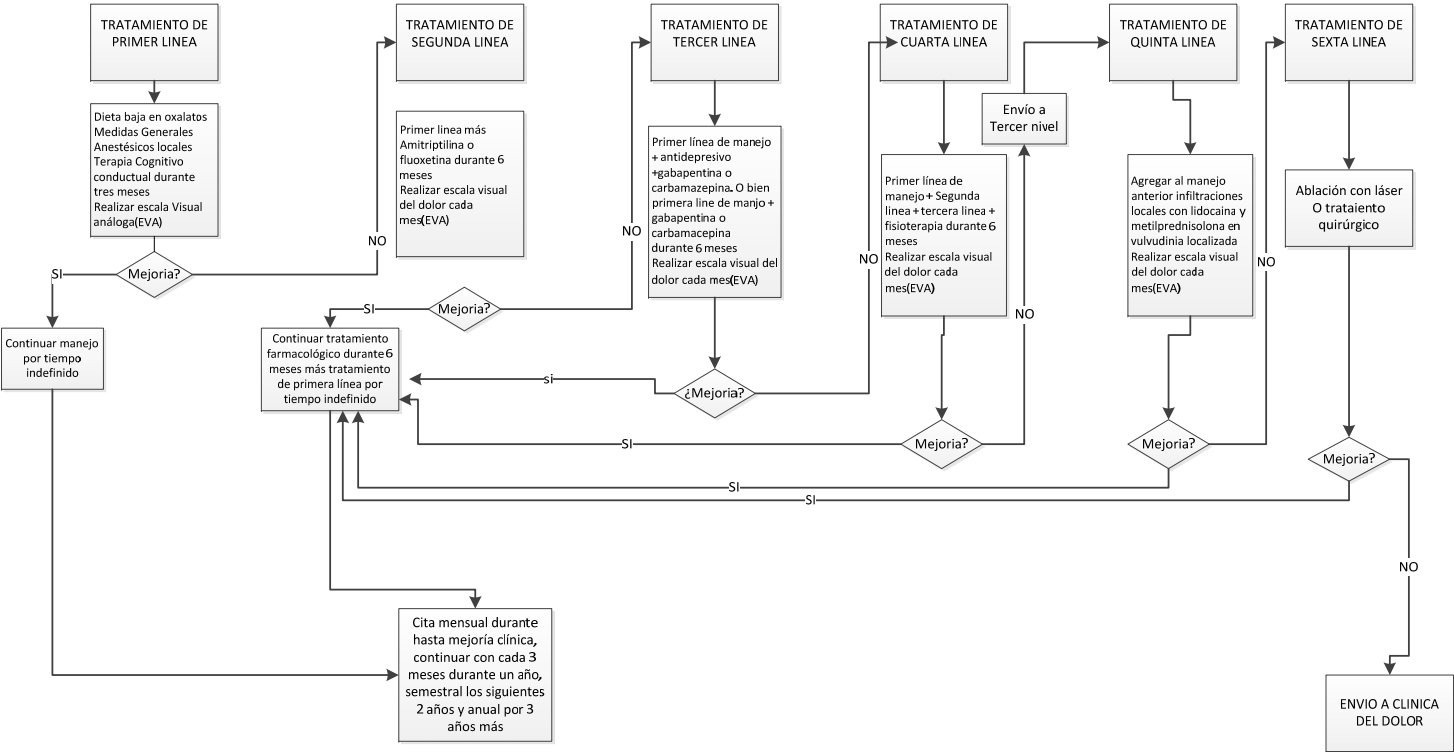 TRATAMIENTO DE
PRIMER LINEA
Dieta baja en oxalatos
Medidas Generales
Anestésicos locales
Terapia Cognitivo
conductual durante
tres meses
Realizar escala Visual
análoga(EVA)
Mejoria?
SI
NO
Continuar manejo
por tiempo
indefinido
TRATAMIENTO DE
SEGUNDA LINEA
Primer linea más
Amitriptilina o
fluoxetina durante 6
meses
Realizar escala visual
del dolor cada
mes(EVA)
Mejoria?
SI
NO
Continuar tratamiento
farmacológico durante 6
meses más tratamiento
de primera línea por
tiempo indefinido
TRATAMIENTO DE
TERCER LINEA
Primer línea de manejo
+ antidepresivo
+gabapentina o
carbamazepina. O bien
primera line de manjo +
gabapentina o
carbamacepina
durante 6 meses
Realizar escala visual del
dolor cada mes(EVA)
¿Mejoria?
si
NO
TRATAMIENTO DE
CUARTA LINEA
Primer línea de
manejo + Segunda
linea + tercera linea +
fisioterapia durante 6
meses
Realizar escala visual
del dolor cada
mes(EVA)
Mejoria?
SI
NO
Envío a
Tercer nivel
TRATAMIENTO DE
QUINTA LINEA
Agregar al manejo
anterior infiltraciones
locales con lidocaina y
metilprednisolona en
vulvudinia localizada
Realizar escala visual
del dolor cada
mes(EVA)
Mejoria?
SI
NO
TRATAMIENTO DE
SEXTA LINEA
Ablación con láser
O trataiento
quirúrgico
Mejoria?
SI
NO
Cita mensual durante
hasta mejoría clínica,
continuar con cada 3
meses durante un año,
semestral los siguientes
2 años y anual por 3
años más
ENVIO A CLINICA
DEL DOLOR